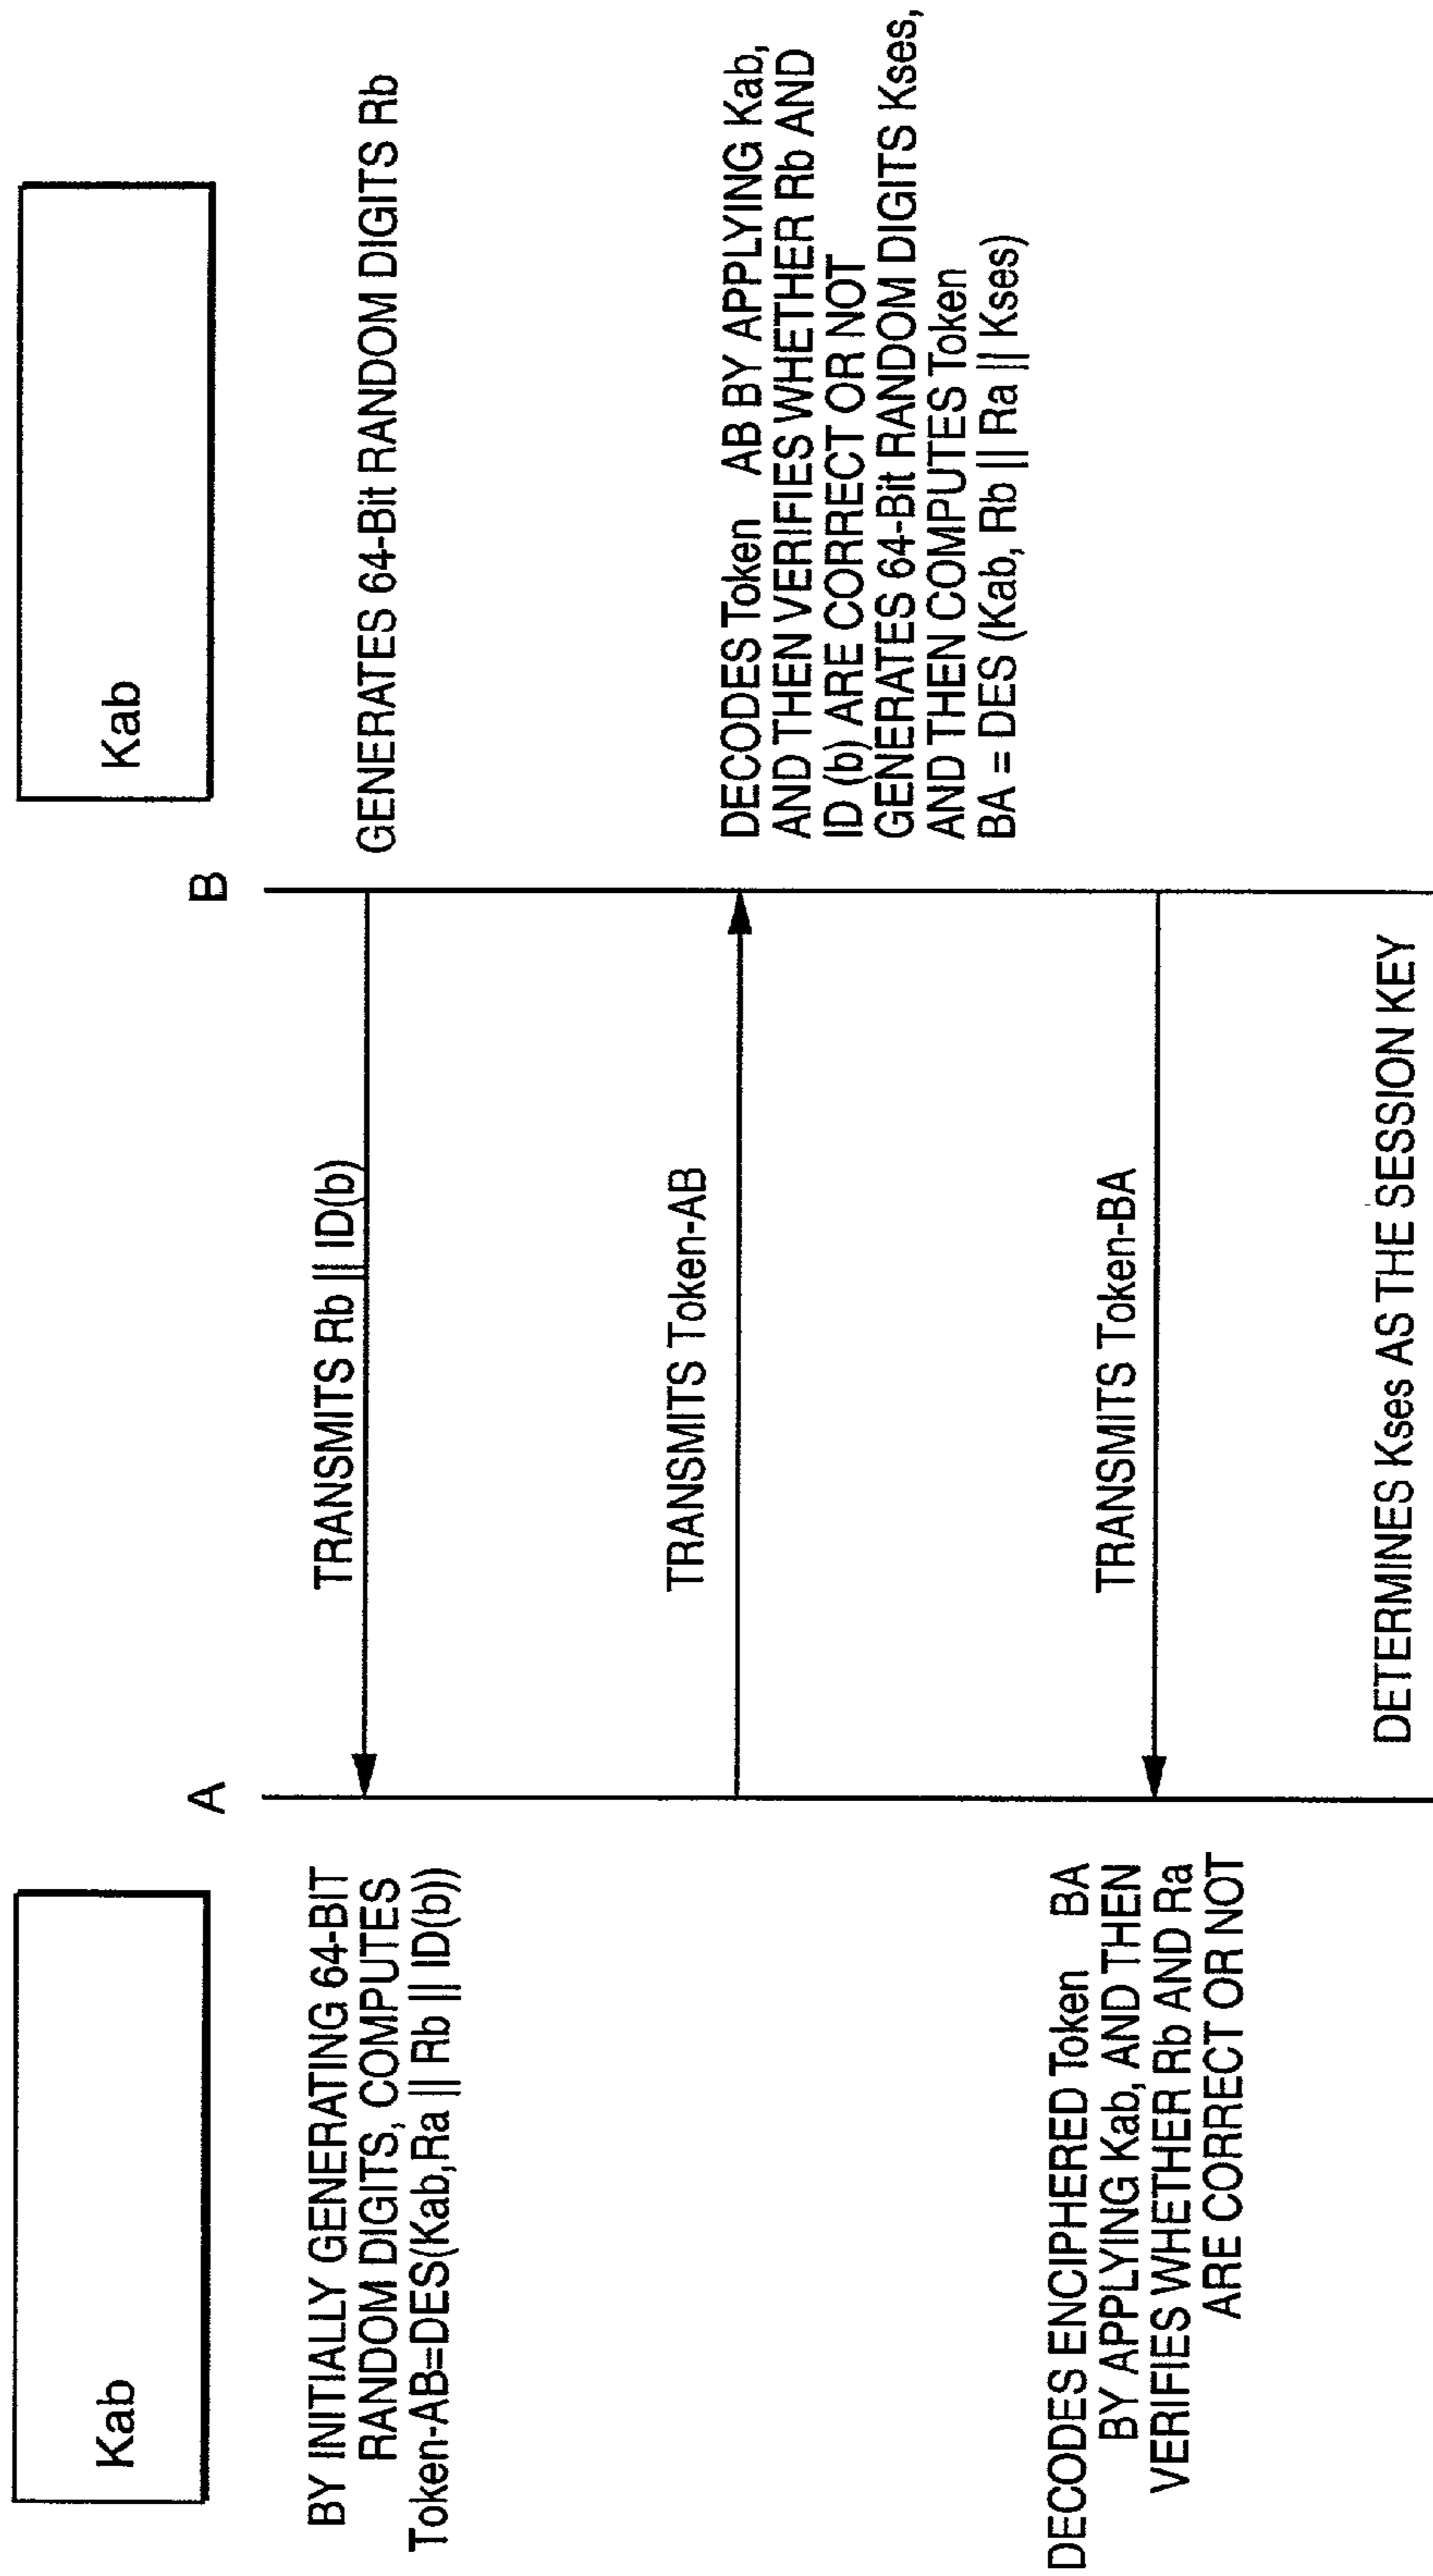 Kab
Kab
A
B
BY INITIALLY GENERATING 64-BIT
RANDOM DIGITS, COMPUTES
Token-AB=DES(Kab,Ra || Rb || ID(b))
TRANSMITS Rb || ID(b)
GENERATES 64-Bit RANDOM DIGITS Rb
TRANSMITS Token-AB
DECODES Token AB BY APPLYING Kab,
AND THEN VERIFIES WHETHER Rb AND
ID (b) ARE CORRECT OR NOT
GENERATES 64-Bit RANDOM DIGITS Kses,
AND THEN COMPUTES Token
BA = DES (Kab, Rb || Ra || Kses)
DECODES ENCIPHERED Token BA
BY APPLYING Kab, AND THEN
VERIFIES WHETHER Rb AND Ra
ARE CORRECT OR NOT
TRANSMITS Token-BA
DETERMINES Kses AS THE SESSION KEY